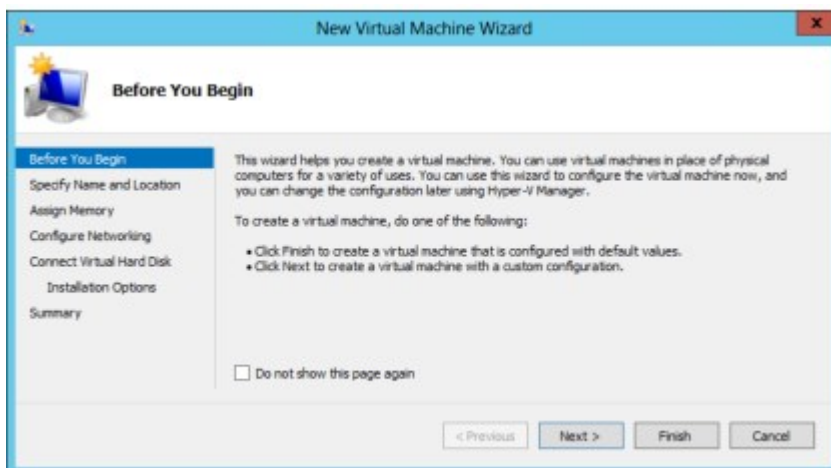 New Virtual Machine Wizard
x
Before You Begin
Before You Begin
Specify Name and Location
Assign Memory
Configure Networking
Connect Virtual Hard Disk
Installation Options
Summary
This wizard helps you create a virtual machine. You can use virtual machines in place of physical
computers for a variety of uses. You can use this wizard to configure the virtual machine now, and
you can change the configuration later using Hyper-V Manager.
To create a virtual machine, do one of the following:
• Click Finish to create a virtual machine that is configured with default values.
• Click Next to create a virtual machine with a custom configuration.
Do not show this page again
< Previous
Next >
Finish
Cancel